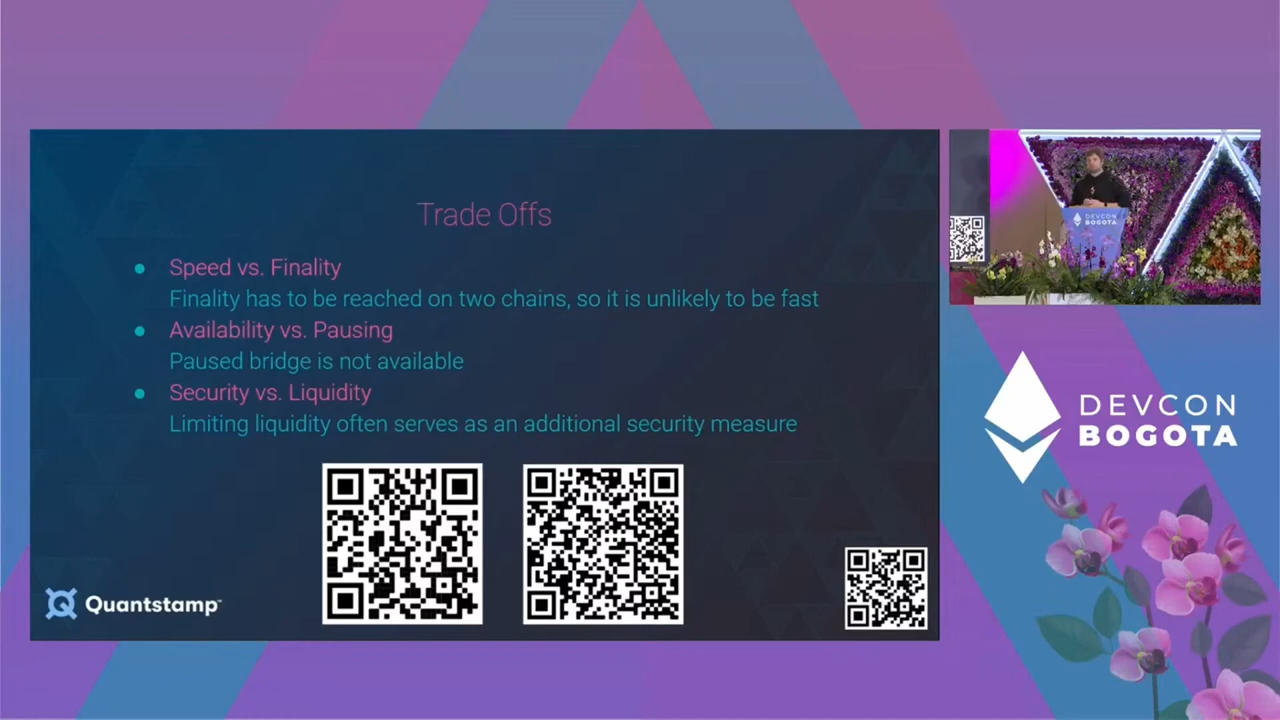 Trade Offs
Speed vs. Finality
Finality has to be reached on two chains, so it is unlikely to be fast
Availability vs. Pausing
Paused bridge is not available
Security vs. Liquidity
Limiting liquidity often serves as an additional security measure
Quantstamp
DEVCON
BOGOTA
DEVCON
BOGOTA